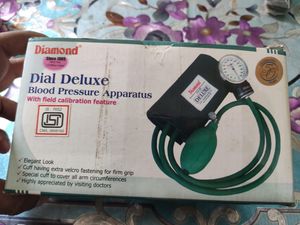 Diamond
Since 1969
Dial Deluxe
Blood Pressure Apparatus
With field calibration feature
Diamond
DELUXE
Elegant Look
Cuff having extra velcro fastening for firm grip
Special cuff to cover all arm circumferences
Highly appreciated by visiting doctors